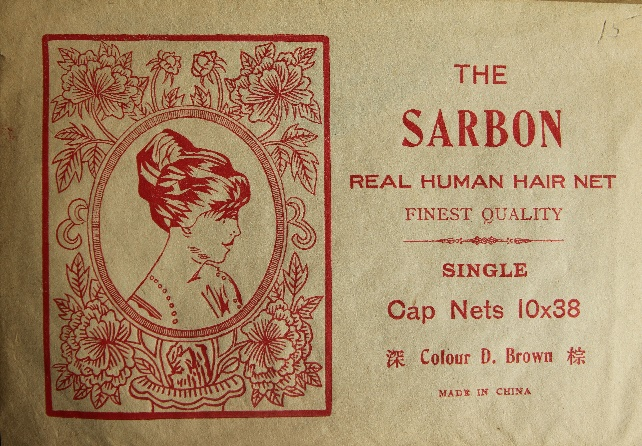 15
THE
SARBON
REAL HUMAN HAIR NET
FINEST QUALITY
SINGLE
Cap Nets 10x38
深 Colour D. Brown 棕
MADE IN CHINA